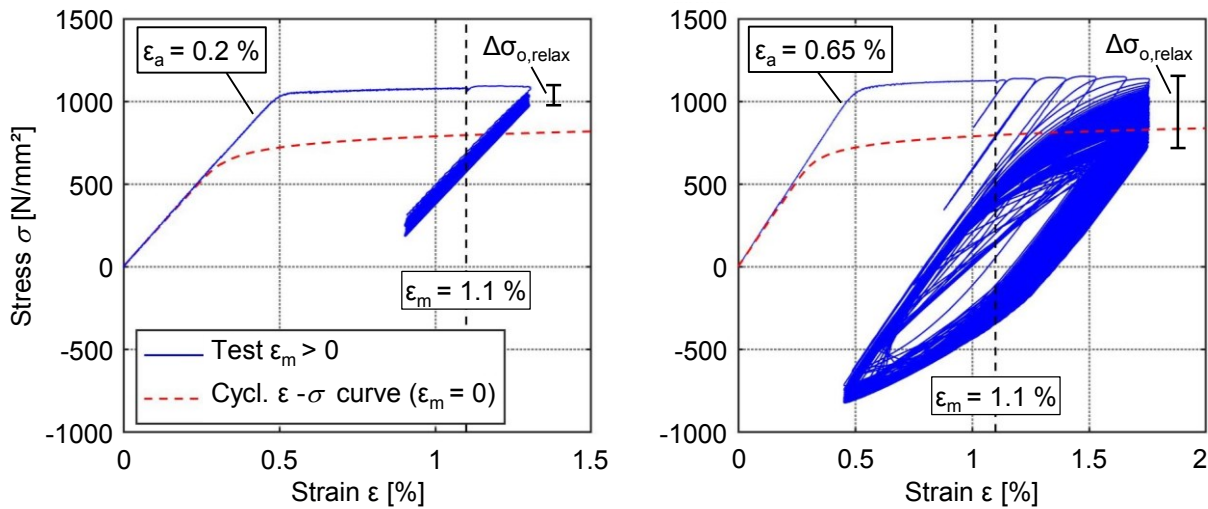 1500
1000
500
0
-500
-1000
0
0.5
1
1.5
Stress σ [N/mm²]
Strain ε [%]
εa = 0.2 %
Δσo,relax
εm = 1.1 %
Test εm > 0
Cycl. ε -σ curve (εm = 0)
1500
1000
500
0
-500
-1000
0
0.5
1
1.5
2
Strain ε [%]
εa = 0.65 %
Δσo,relax
εm = 1.1 %